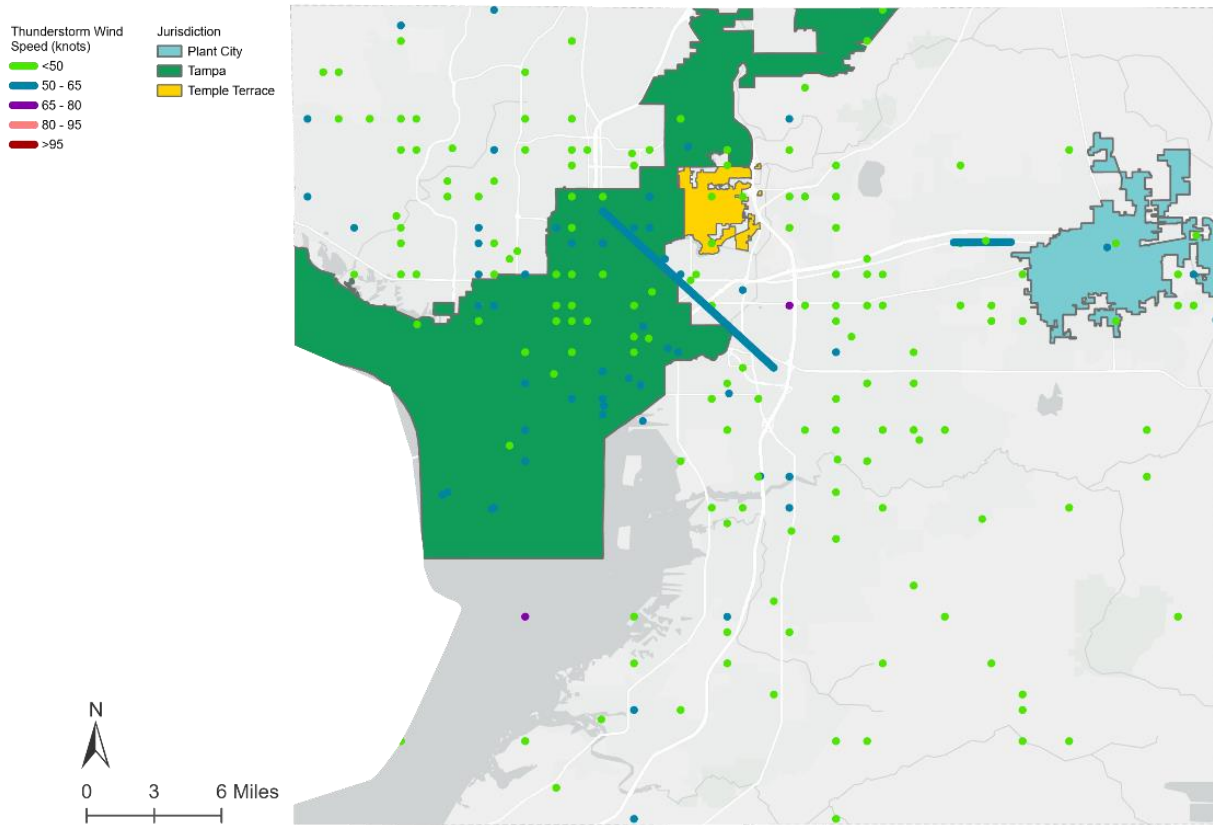 Thunderstorm Wind
Speed (knots)
<50
50 - 65
65 - 80
80 - 95
>95
Jurisdiction
Plant City
Tampa
Temple Terrace
N
0 3 6 Miles